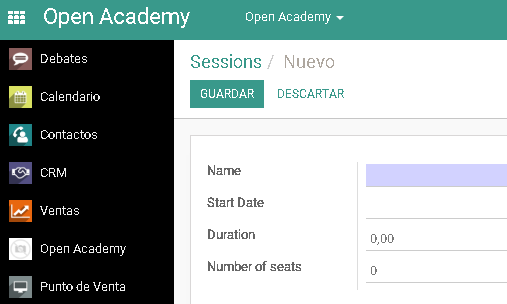 Open Academy
Open Academy
Debates
Calendario
Contactos
CRM
Ventas
Open Academy
Punto de Venta
Sessions / Nuevo
GUARDAR DESCARTAR
Name
Start Date
Duration 0,00
Number of seats 0